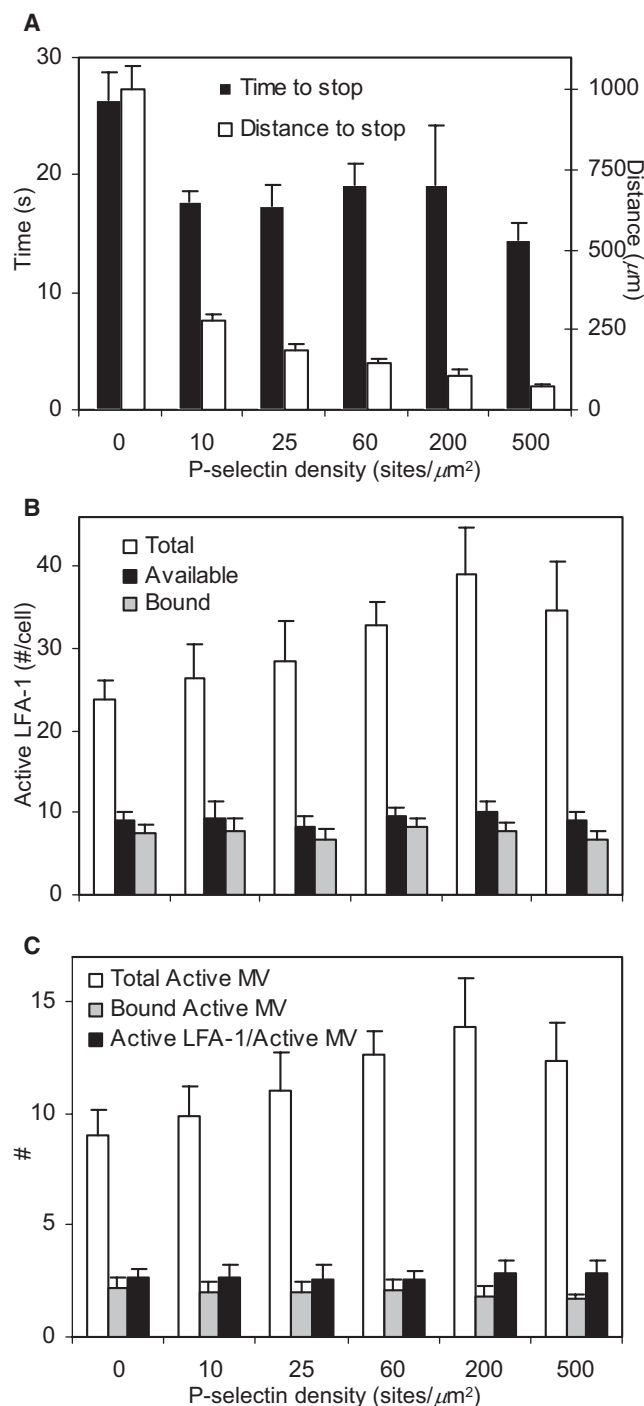 A
30
20
10
0
Time (s)
Time to stop
Distance to stop
1000
750
500
250
0
Distance (μm)
0 10 25 60 200 500
P-selectin density (sites/μm²)
B
40
30
20
10
0
Active LFA-1 (#/cell)
Total
Available
Bound
C
15
10
5
0
#
Total Active MV
Bound Active MV
Active LFA-1/Active MV
0 10 25 60 200 500
P-selectin density (sites/μm²)